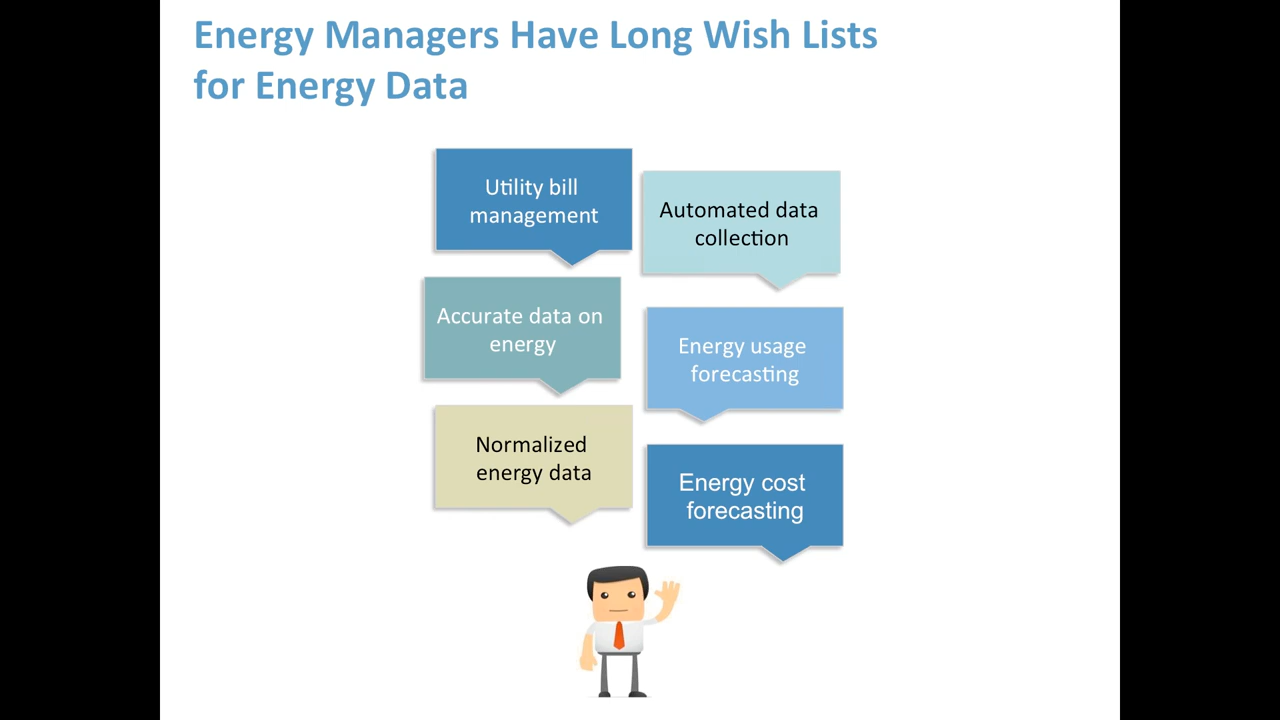 Energy Managers Have Long Wish Lists
for Energy Data
Utility bill
management
Automated data
collection
Accurate data on
energy
Energy usage
forecasting
Normalized
energy data
Energy cost
forecasting